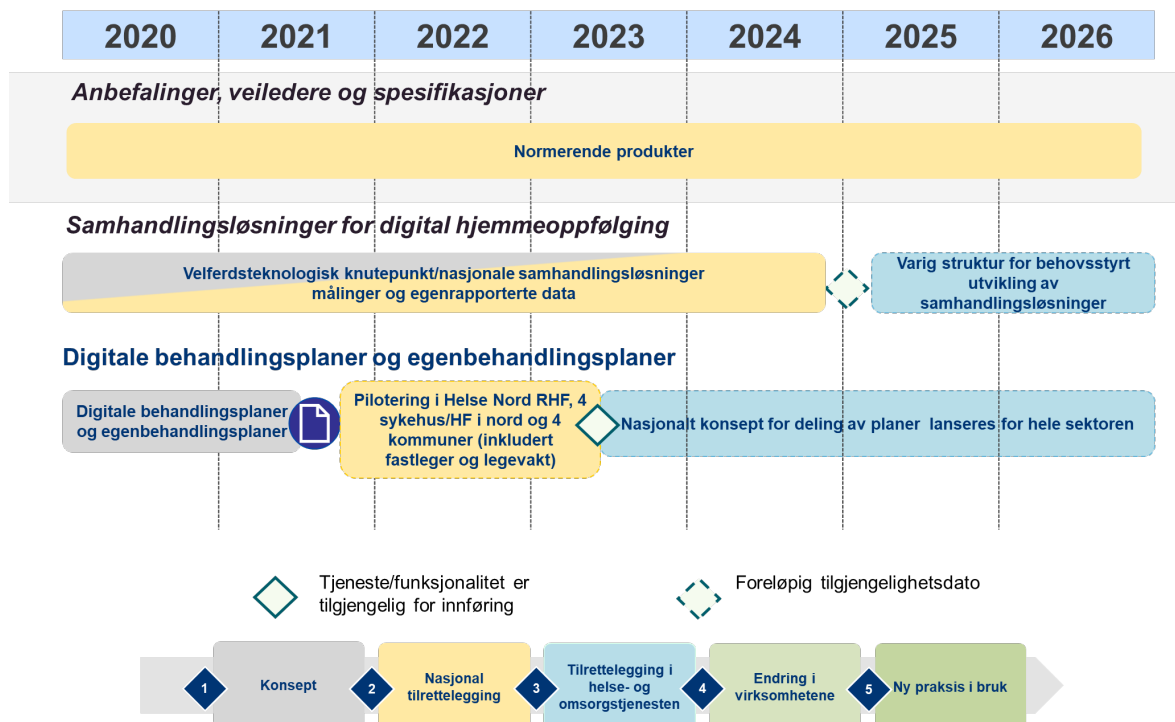 2020 2021 2022 2023 2024 2025 2026
Anbefalinger, veiledere og spesifikasjoner
Normerende produkter
Samhandlingsløsninger for digital hjemmeoppfølging
Velferdsteknologisk knutepunkt/nasjonale samhandlingsløsninger
målinger og egenrapporterte data
Varig struktur for behovsstyrt
utvikling av
samhandlingsløsninger
Digitale behandlingsplaner og egenbehandlingsplaner
Digitale behandlingsplaner
og egenbehandlingsplaner
Pilotering i Helse Nord RHF, 4
sykehus/HF i nord og 4
kommuner (inkludert
fastleger og legevakt)
Nasjonalt konsept for deling av planer lanseres for hele sektoren
Tjeneste/funksjonalitet er
tilgjengelig for innføring
Foreløpig tilgjengelighetsdato
1
Konsept
2
Nasjonal
tilrettelegging
3
Tilrettelegging i
helse- og
omsorgstjenesten
4
Endring i
virksomhetene
5
Ny praksis i bruk